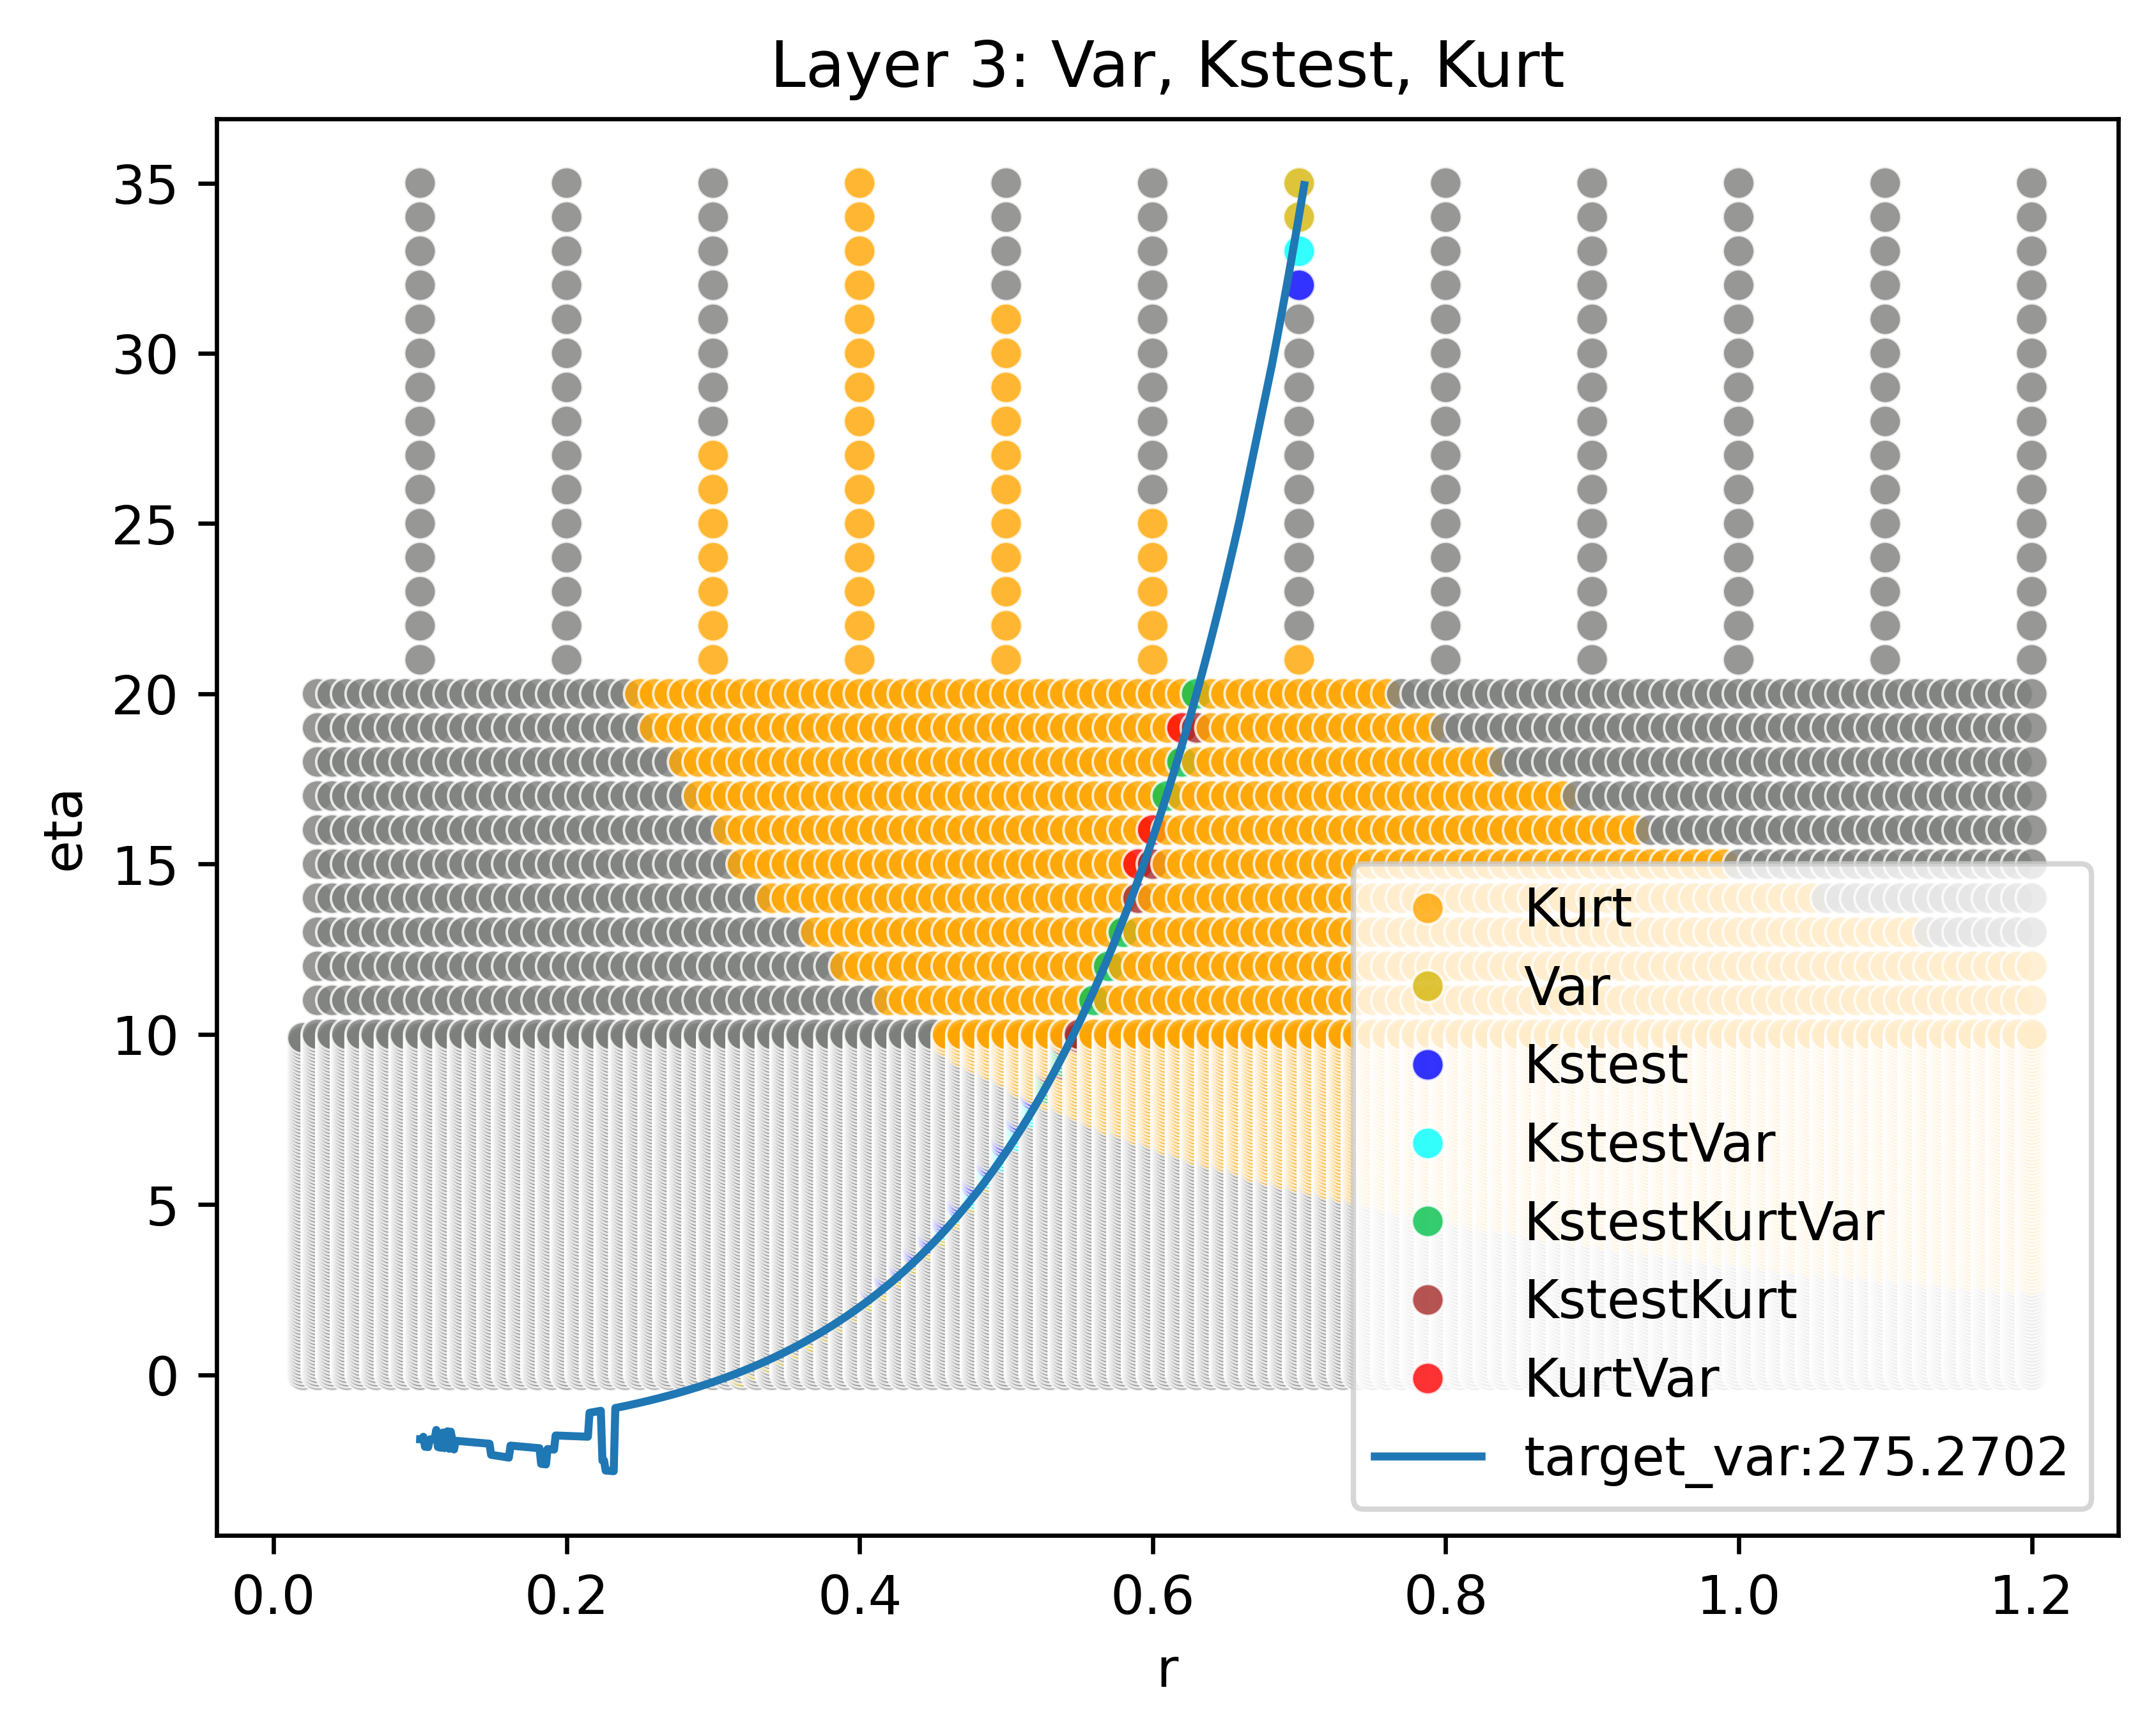 Layer 3: Var, Kstest, Kurt
eta
35
30
25
20
15
10
5
0
Kurt
Var
Kstest
KstestVar
KstestKurtVar
KstestKurt
KurtVar
target_var:275.2702
0.0 0.2 0.4 0.6 0.8 1.0 1.2
r